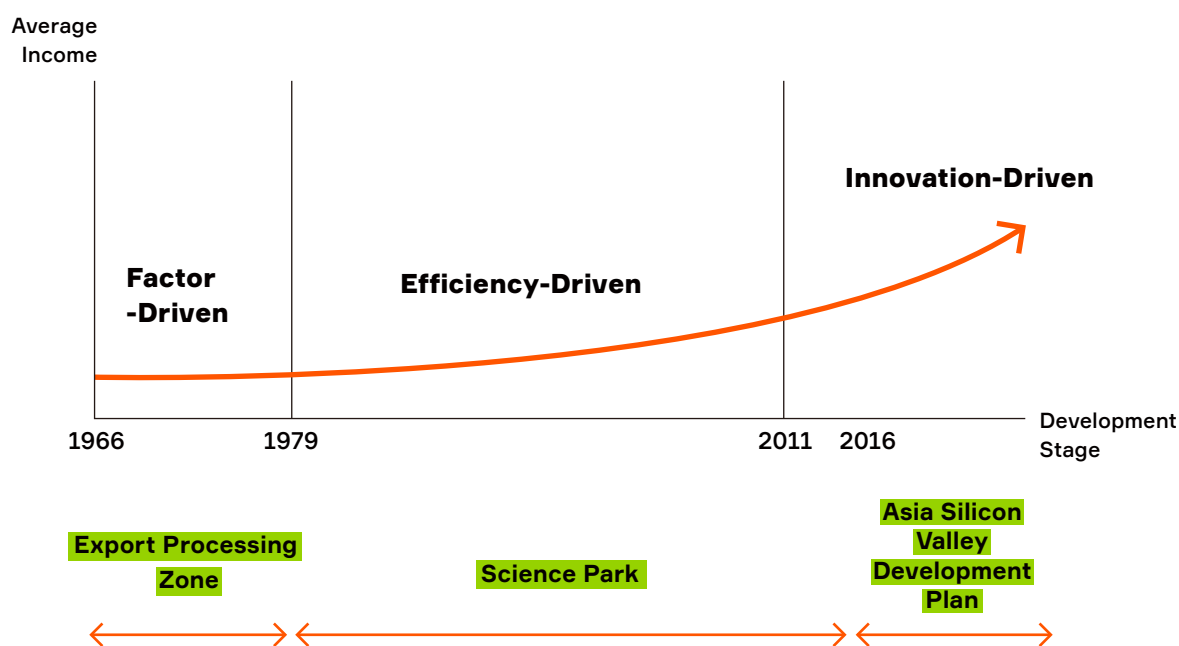 Average
Income
Innovation-Driven
Factor
-Driven
Efficiency-Driven
1966
1979
2011
2016
Development
Stage
Export Processing
Zone
Science Park
Asia Silicon
Valley
Development
Plan